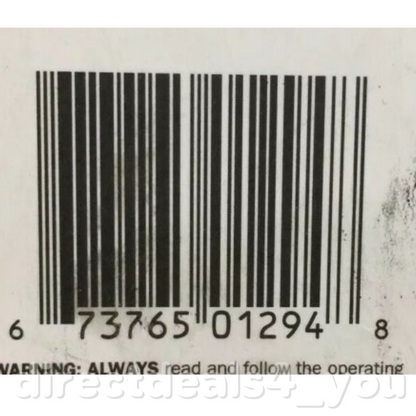 6 73765 01294 8
WARNING: ALWAYS read and follow the operating
directdeals4_you